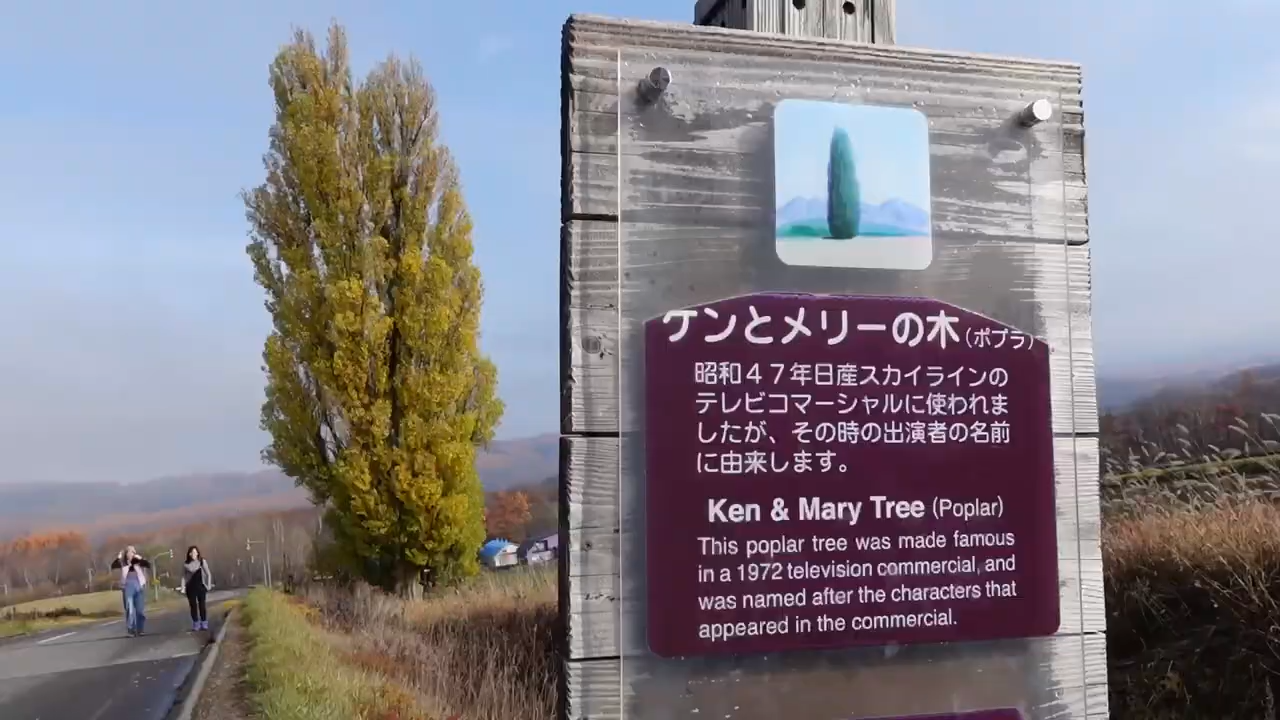 ケンとメリーの木（ポプラ）
昭和４７年日産スカイラインの
テレビコマーシャルに使われま
したが、その時の出演者の名前
に由来します。
Ken & Mary Tree (Poplar)
This poplar tree was made famous
in a 1972 television commercial, and
was named after the characters that
appeared in the commercial.